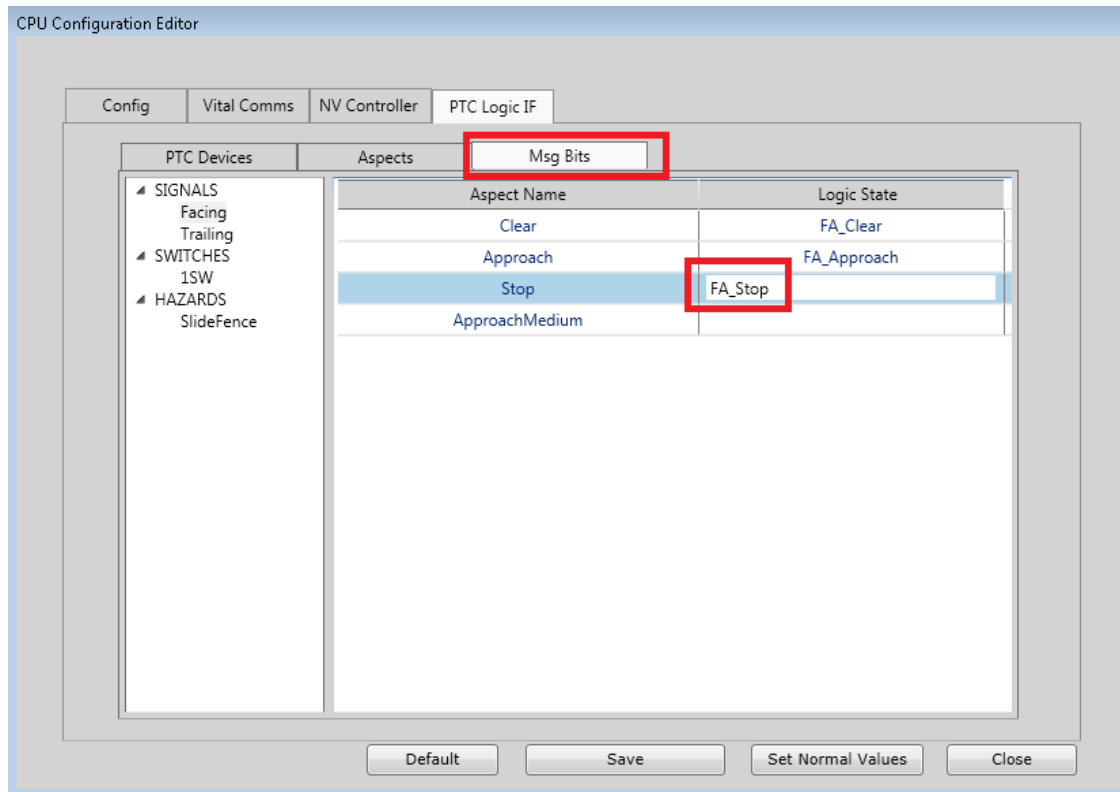 CPU Configuration Editor
Config Vital Comms NV Controller PTC Logic IF
PTC Devices Aspects Msg Bits
SIGNALS
Facing
Trailing
SWITCHES
1SW
HAZARDS
SlideFence
Aspect Name Logic State
Clear FA_Clear
Approach FA_Approach
Stop FA_Stop
ApproachMedium
Default Save Set Normal Values Close